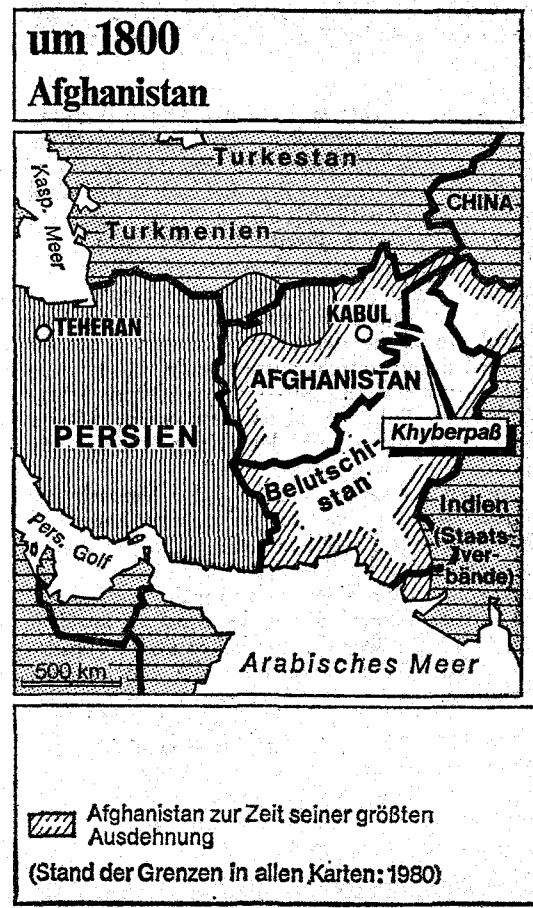 um 1800
Afghanistan
Turkestan
CHINA
Kasp. Meer
Turkmenien
TEHERAN
KABUL
AFGHANISTAN
PERSIEN
Khyberpaß
Belutschi-
stan
Indien
(Staats-
ver-
bände)
Pers. Golf
500 km
Arabisches Meer
Afghanistan zur Zeit seiner größten
Ausdehnung
(Stand der Grenzen in allen Karten: 1980)